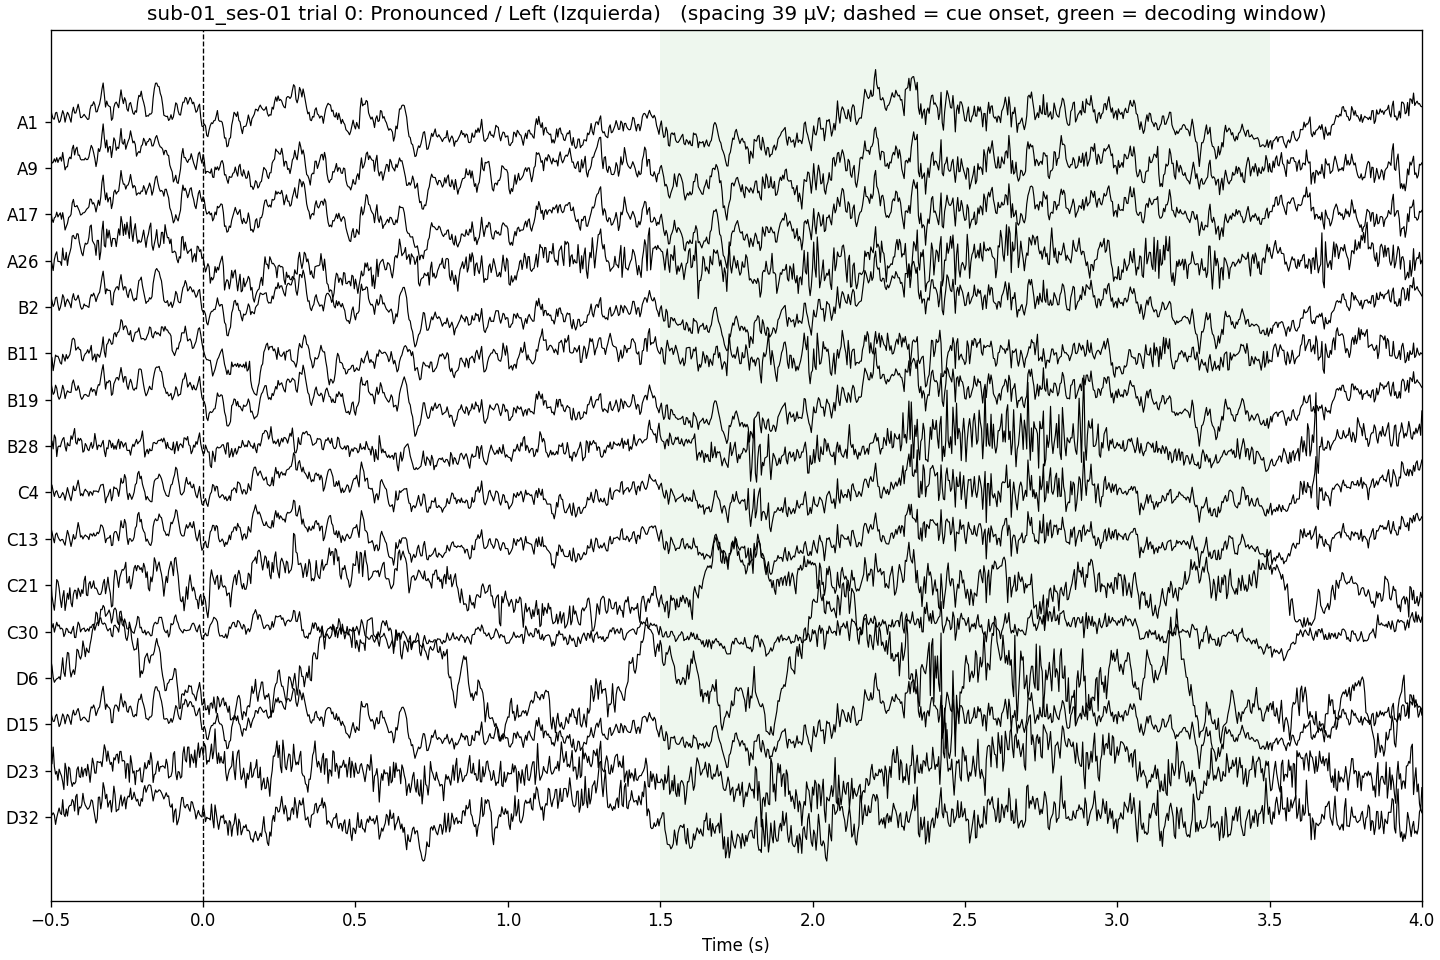 sub-01_ses-01 trial 0: Pronounced / Left (Izquierda)   (spacing 39 µV; dashed = cue onset, green = decoding window)
A1
A9
A17
A26
B2
B11
B19
B28
C4
C13
C21
C30
D6
D15
D23
D32
−0.5 0.0 0.5 1.0 1.5 2.0 2.5 3.0 3.5 4.0
Time (s)